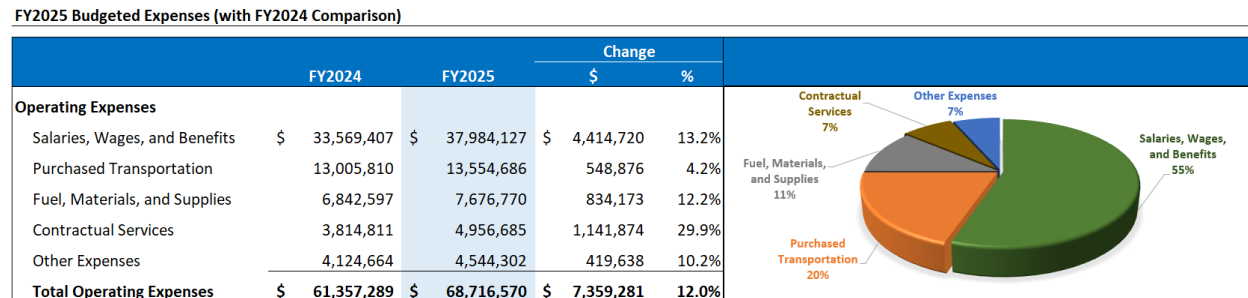 FY2025 Budgeted Expenses (with FY2024 Comparison)
Change
FY2024 FY2025 $ %
Operating Expenses
Salaries, Wages, and Benefits $ 33,569,407 $ 37,984,127 $ 4,414,720 13.2%
Purchased Transportation 13,005,810 13,554,686 548,876 4.2%
Fuel, Materials, and Supplies 6,842,597 7,676,770 834,173 12.2%
Contractual Services 3,814,811 4,956,685 1,141,874 29.9%
Other Expenses 4,124,664 4,544,302 419,638 10.2%
Total Operating Expenses $ 61,357,289 $ 68,716,570 $ 7,359,281 12.0%
Contractual
Services
7%
Other Expenses
7%
Salaries, Wages,
and Benefits
55%
Fuel, Materials,
and Supplies
11%
Purchased
Transportation
20%